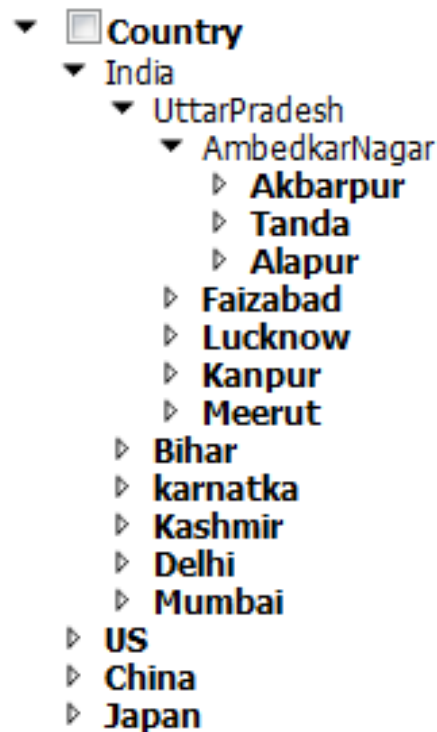 Country
India
UttarPradesh
AmbedkarNagar
Akbarpur
Tanda
Alapur
Faizabad
Lucknow
Kanpur
Meerut
Bihar
karnatka
Kashmir
Delhi
Mumbai
US
China
Japan